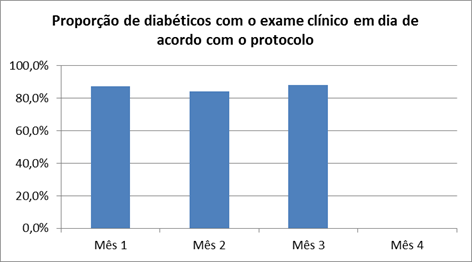 Proporção de diabéticos com o exame clínico em dia de
acordo com o protocolo
100,0%
80,0%
60,0%
40,0%
20,0%
0,0%
Mês 1 Mês 2 Mês 3 Mês 4